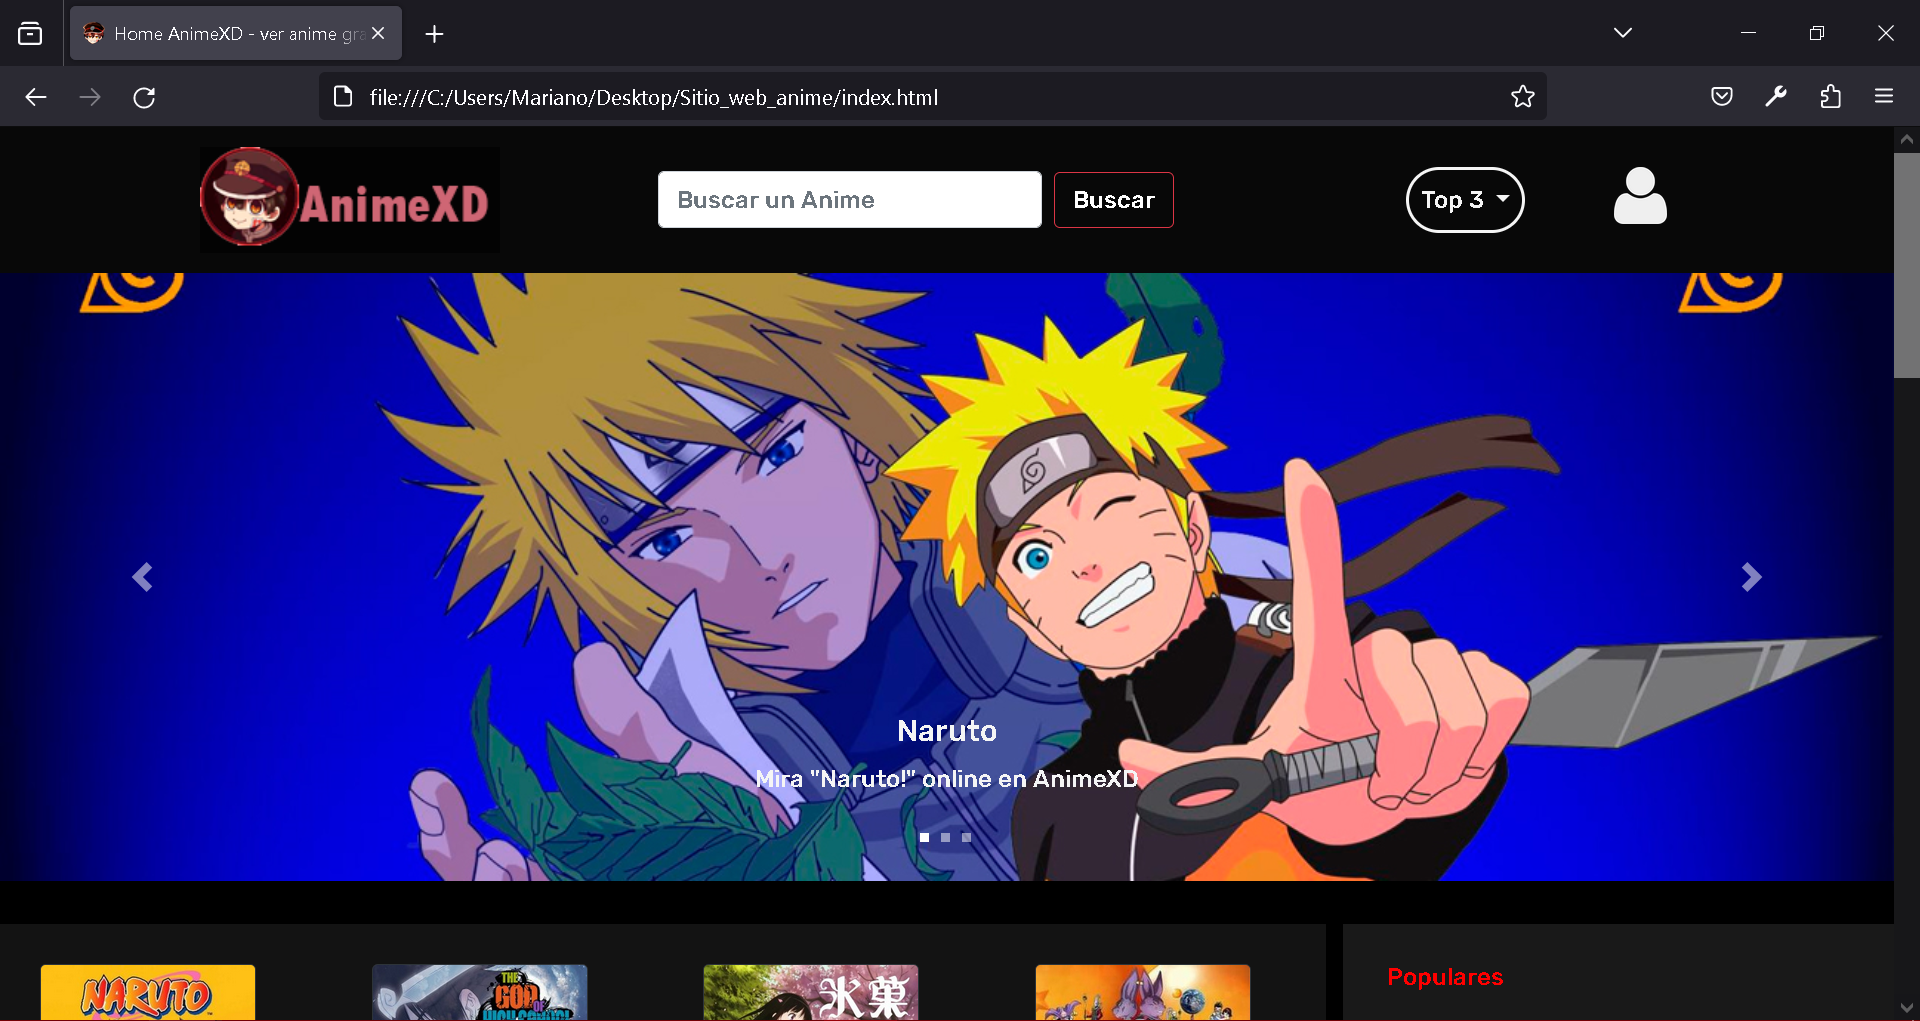 Home AnimeXD - ver anime gra
file:///C:/Users/Mariano/Desktop/Sitio_web_anime/index.html
AnimeXD
Buscar un Anime
Buscar
Top 3
Naruto
Mira "Naruto!" online en AnimeXD
NARUTO
THE GOD OF HIGH SCHOOL
氷菓
Populares